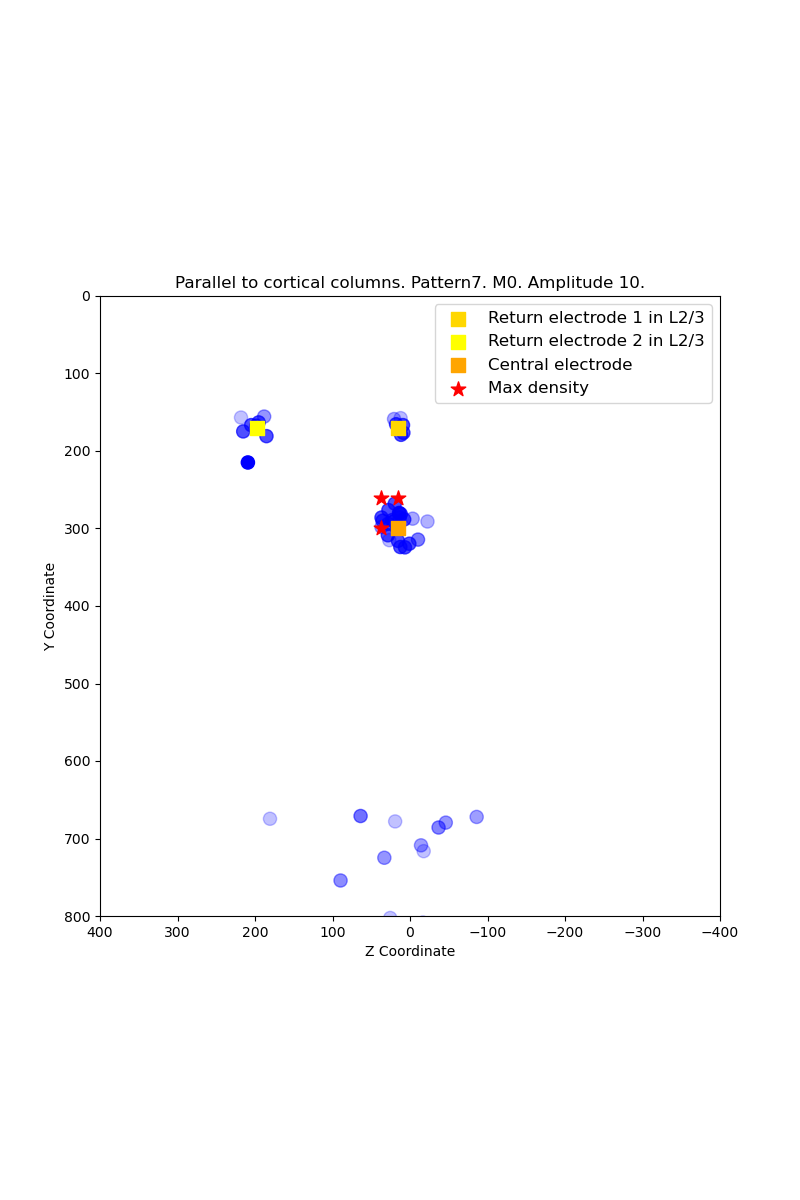 Parallel to cortical columns. Pattern7. M0. Amplitude 10.
Return electrode 1 in L2/3
Return electrode 2 in L2/3
Central electrode
Max density
0
100
200
300
400
500
600
700
800
Y Coordinate
400
300
200
100
0
−100
−200
−300
−400
Z Coordinate